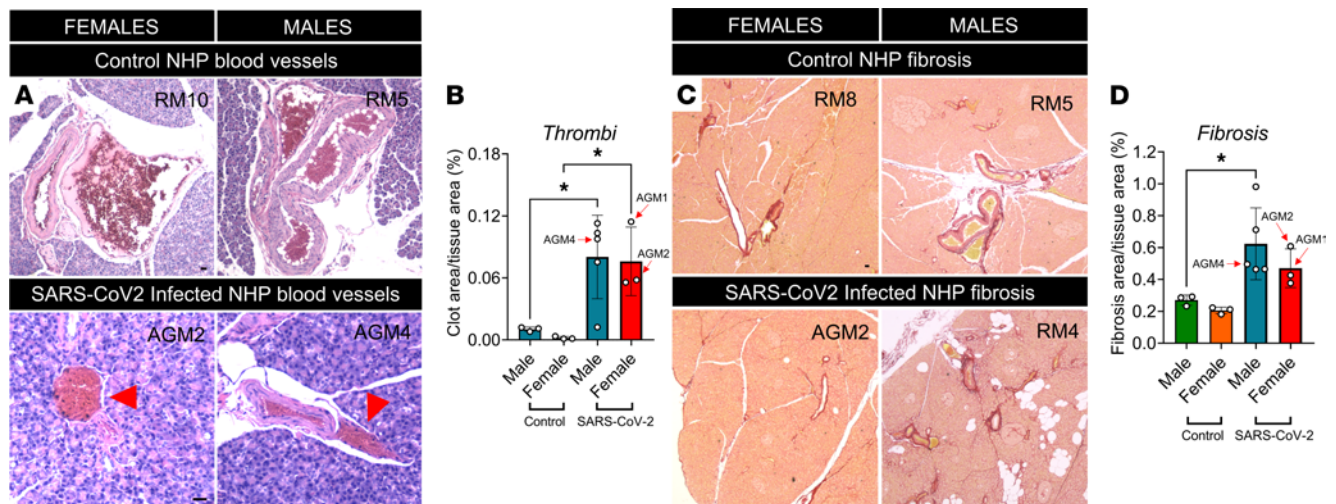 FEMALES
MALES
Control NHP blood vessels
A
RM10
RM5
SARS-CoV2 Infected NHP blood vessels
AGM2
AGM4
B
Thrombi
Clot area/tissue area (%)
0.18
0.12
0.06
0.00
*
*
AGM1
AGM4
AGM2
Male
Female
Male
Female
Control
SARS-CoV-2
FEMALES
MALES
Control NHP fibrosis
C
RM8
RM5
SARS-CoV2 Infected NHP fibrosis
AGM2
RM4
D
Fibrosis
Fibrosis area/tissue area (%)
1.2
1.0
0.8
0.6
0.4
0.2
0.0
*
AGM2
AGM1
AGM4
Male
Female
Male
Female
Control
SARS-CoV-2